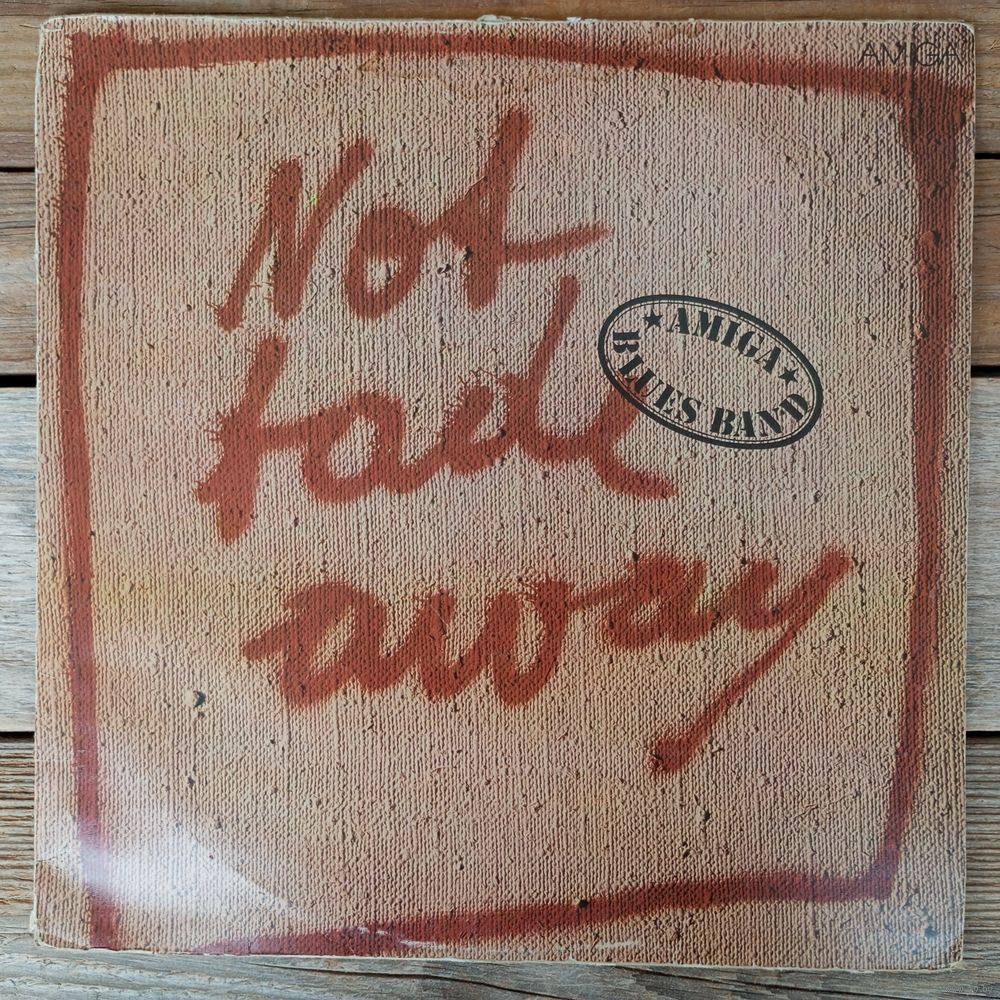 AMIGA
Not
fade
away
★ AMIGA ★
BLUES BAND